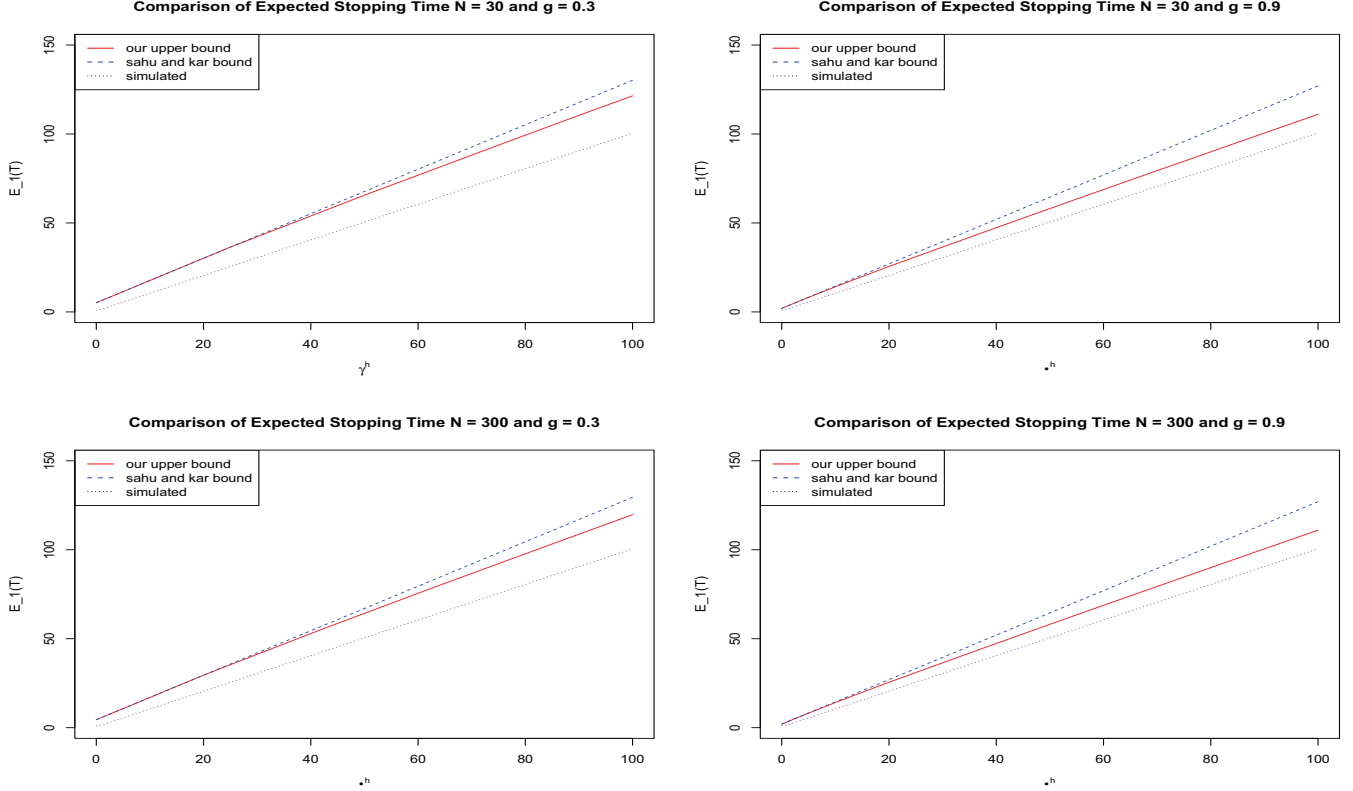 Comparison of Expected Stopping Time N = 30 and g = 0.3
our upper bound
sahu and kar bound
simulated
E_1(T)
0
50
100
150
0 20 40 60 80 100
γ^h
Comparison of Expected Stopping Time N = 30 and g = 0.9
our upper bound
sahu and kar bound
simulated
E_1(T)
0
50
100
150
0 20 40 60 80 100
•^h
Comparison of Expected Stopping Time N = 300 and g = 0.3
our upper bound
sahu and kar bound
simulated
E_1(T)
0
50
100
150
0 20 40 60 80 100
•^h
Comparison of Expected Stopping Time N = 300 and g = 0.9
our upper bound
sahu and kar bound
simulated
E_1(T)
0
50
100
150
0 20 40 60 80 100
•^h